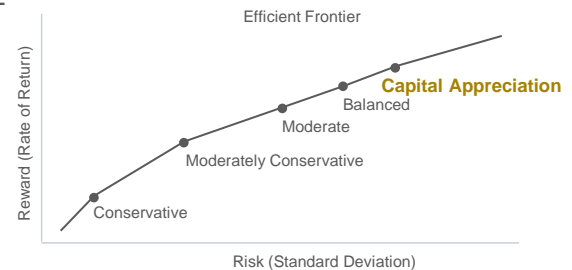 Efficient Frontier
Reward (Rate of Return)
Capital Appreciation
Balanced
Moderate
Moderately Conservative
Conservative
Risk (Standard Deviation)